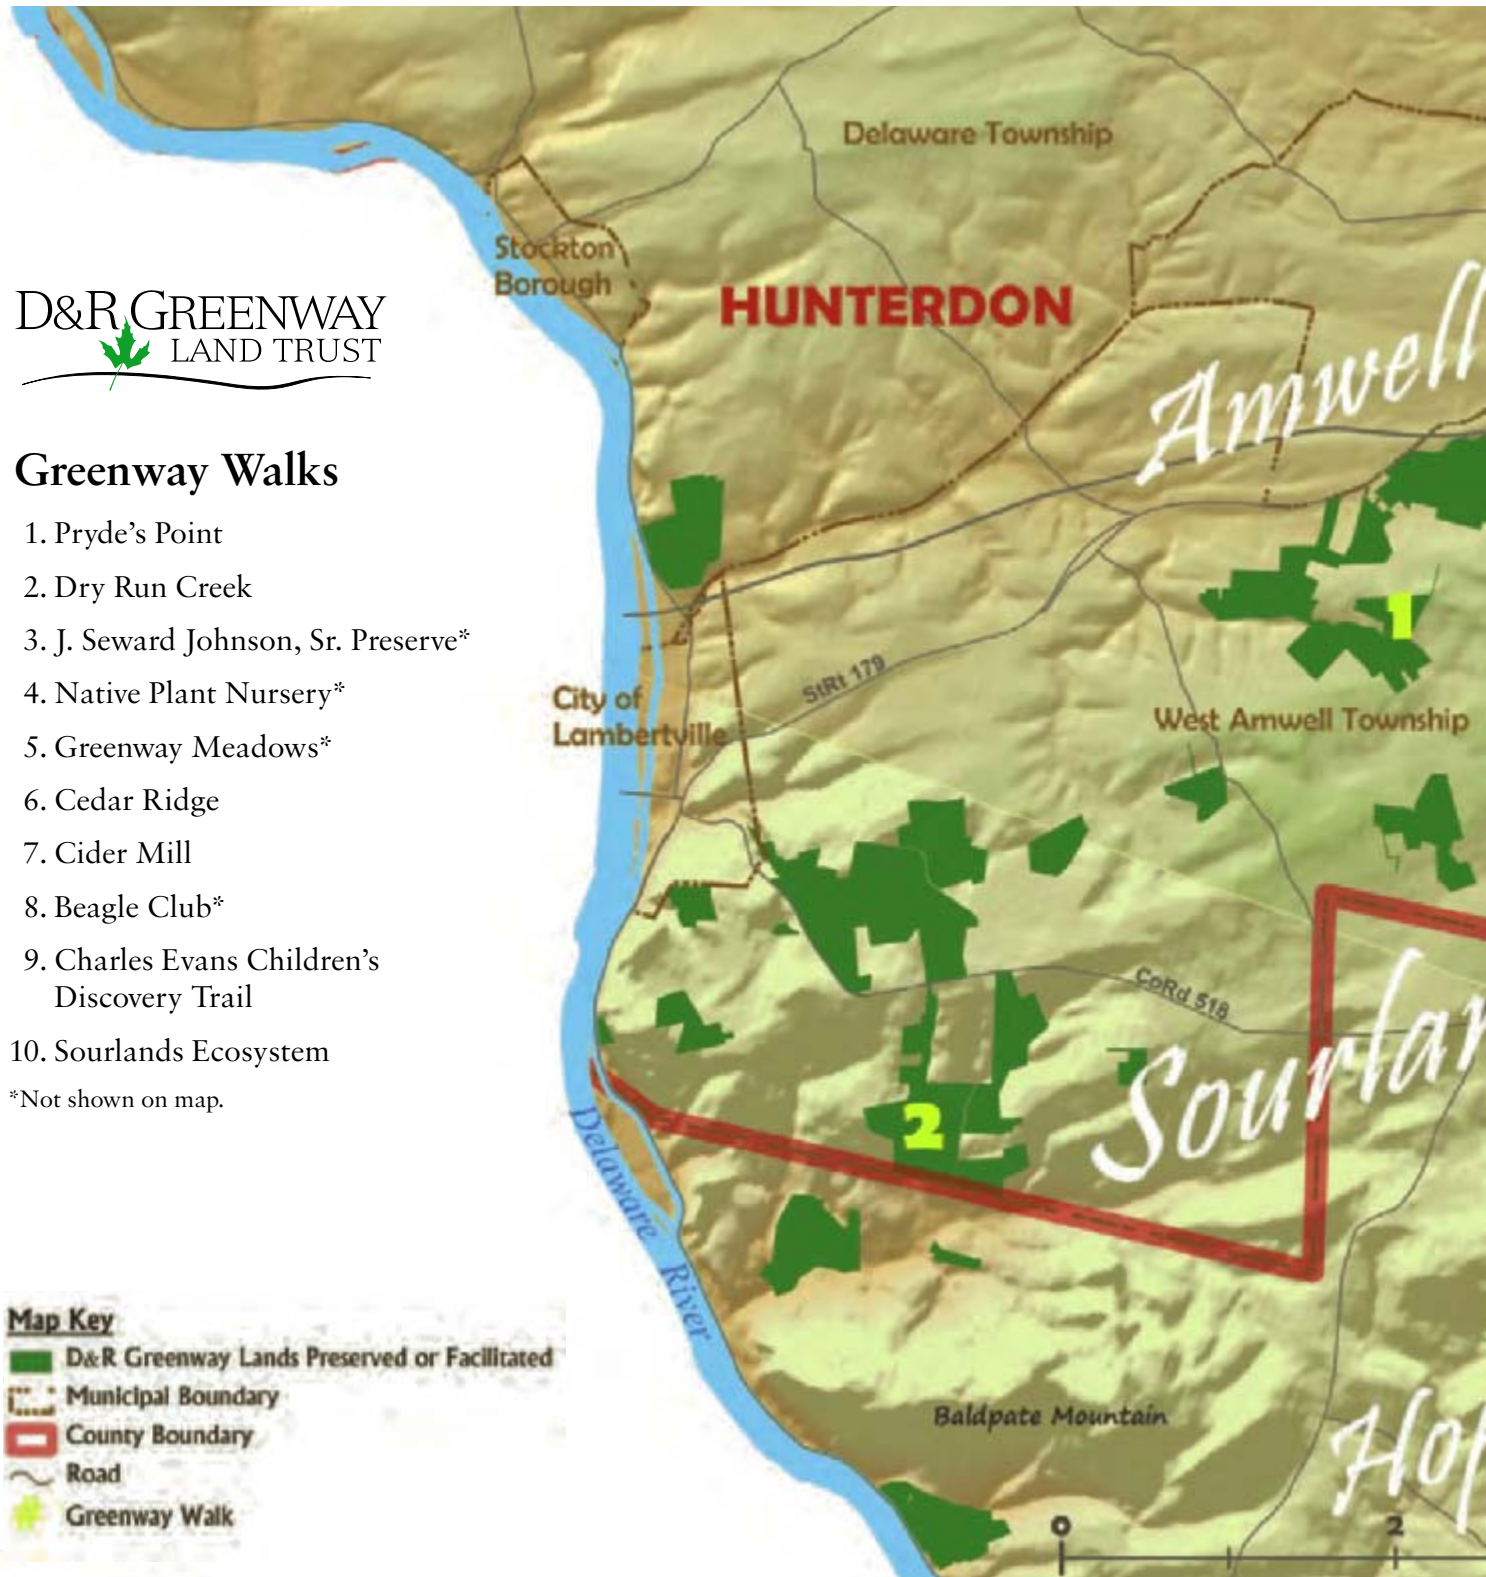 D&R GREENWAY
LAND TRUST
Greenway Walks
1. Pryde's Point
2. Dry Run Creek
3. J. Seward Johnson, Sr. Preserve*
4. Native Plant Nursery*
5. Greenway Meadows*
6. Cedar Ridge
7. Cider Mill
8. Beagle Club*
9. Charles Evans Children's
Discovery Trail
10. Sourlands Ecosystem
*Not shown on map.
Map Key
D&R Greenway Lands Preserved or Facilitated
Municipal Boundary
County Boundary
Road
# Greenway Walk
Delaware Township
Stockton
Borough
HUNTERDON
Amwell
1
StRt 179
City of
Lambertville
West Amwell Township
CoRd 518
Sourlan
2
Delaware River
Baldpate Mountain
Hop
0 2